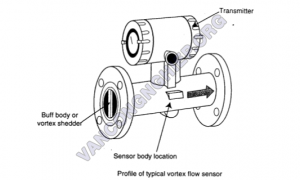 Transmitter
Buff body or
vortex shedder
Sensor body location
Profile of typical vortex flow sensor